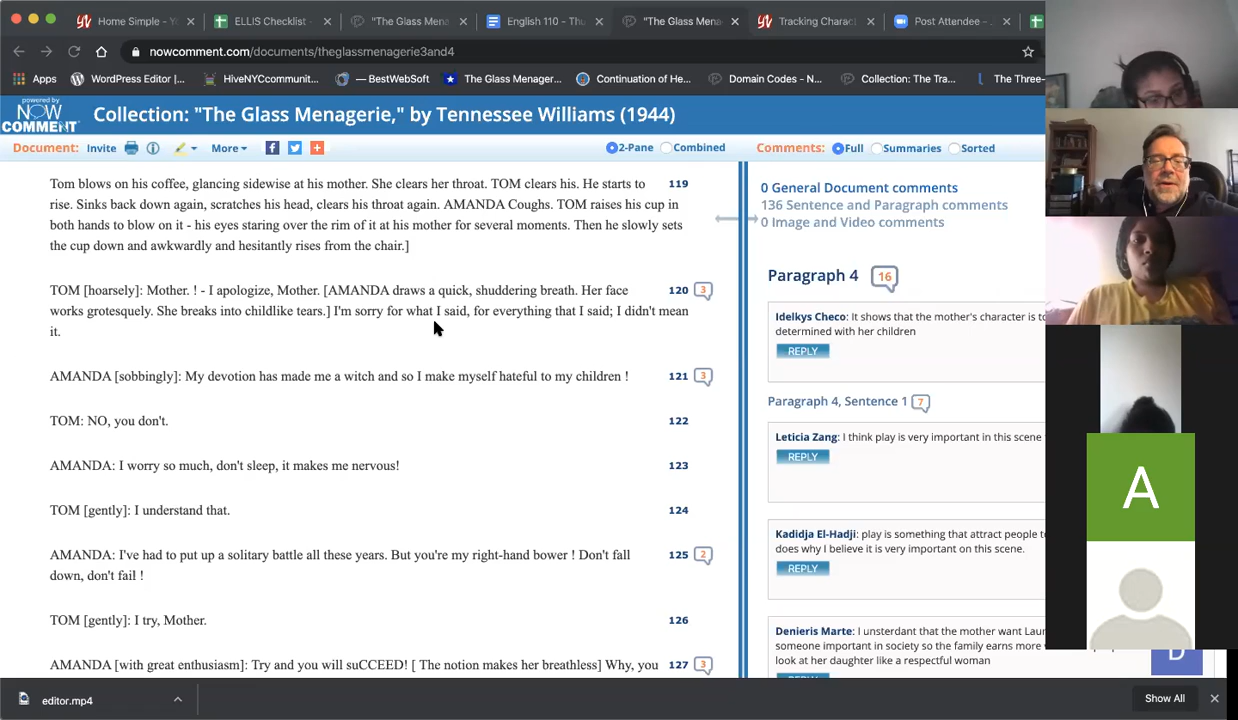 Home Simple - Yo
ELLIS Checklist -
"The Glass Mena
English 110 - Thu
"The Glass Mena
Tracking Charac
Post Attendee -
nowcomment.com/documents/theglassmenagerie3and4
Apps
WordPress Editor |...
HiveNYCcommunit...
— BestWebSoft
The Glass Menager...
Continuation of He...
Domain Codes - N...
Collection: The Tra...
The Three-
powered by
NOW
COMMENT
Collection: "The Glass Menagerie," by Tennessee Williams (1944)
Document:
Invite
More
2-Pane
Combined
Comments:
Full
Summaries
Sorted
Tom blows on his coffee, glancing sidewise at his mother. She clears her throat. TOM clears his. He starts to 119
rise. Sinks back down again, scratches his head, clears his throat again. AMANDA Coughs. TOM raises his cup in
both hands to blow on it - his eyes staring over the rim of it at his mother for several moments. Then he slowly sets
the cup down and awkwardly and hesitantly rises from the chair.]
TOM [hoarsely]: Mother. ! - I apologize, Mother. [AMANDA draws a quick, shuddering breath. Her face 120 3
works grotesquely. She breaks into childlike tears.] I'm sorry for what I said, for everything that I said; I didn't mean
it.
AMANDA [sobbingly]: My devotion has made me a witch and so I make myself hateful to my children ! 121 3
TOM: NO, you don't. 122
AMANDA: I worry so much, don't sleep, it makes me nervous! 123
TOM [gently]: I understand that. 124
AMANDA: I've had to put up a solitary battle all these years. But you're my right-hand bower ! Don't fall 125 2
down, don't fail !
TOM [gently]: I try, Mother. 126
AMANDA [with great enthusiasm]: Try and you will suCCEED! [ The notion makes her breathless] Why, you 127 3
0 General Document comments
136 Sentence and Paragraph comments
0 Image and Video comments
Paragraph 4 16
Idelkys Checo: It shows that the mother's character is to
determined with her children
REPLY
Paragraph 4, Sentence 1 7
Leticia Zang: I think play is very important in this scene
REPLY
Kadidja El-Hadji: play is something that attract people to
does why I believe it is very important on this scene.
REPLY
Denieris Marte: I unsterdant that the mother want Lau
someone important in society so the family earns more
look at her daughter like a respectful woman
A
D
editor.mp4
Show All